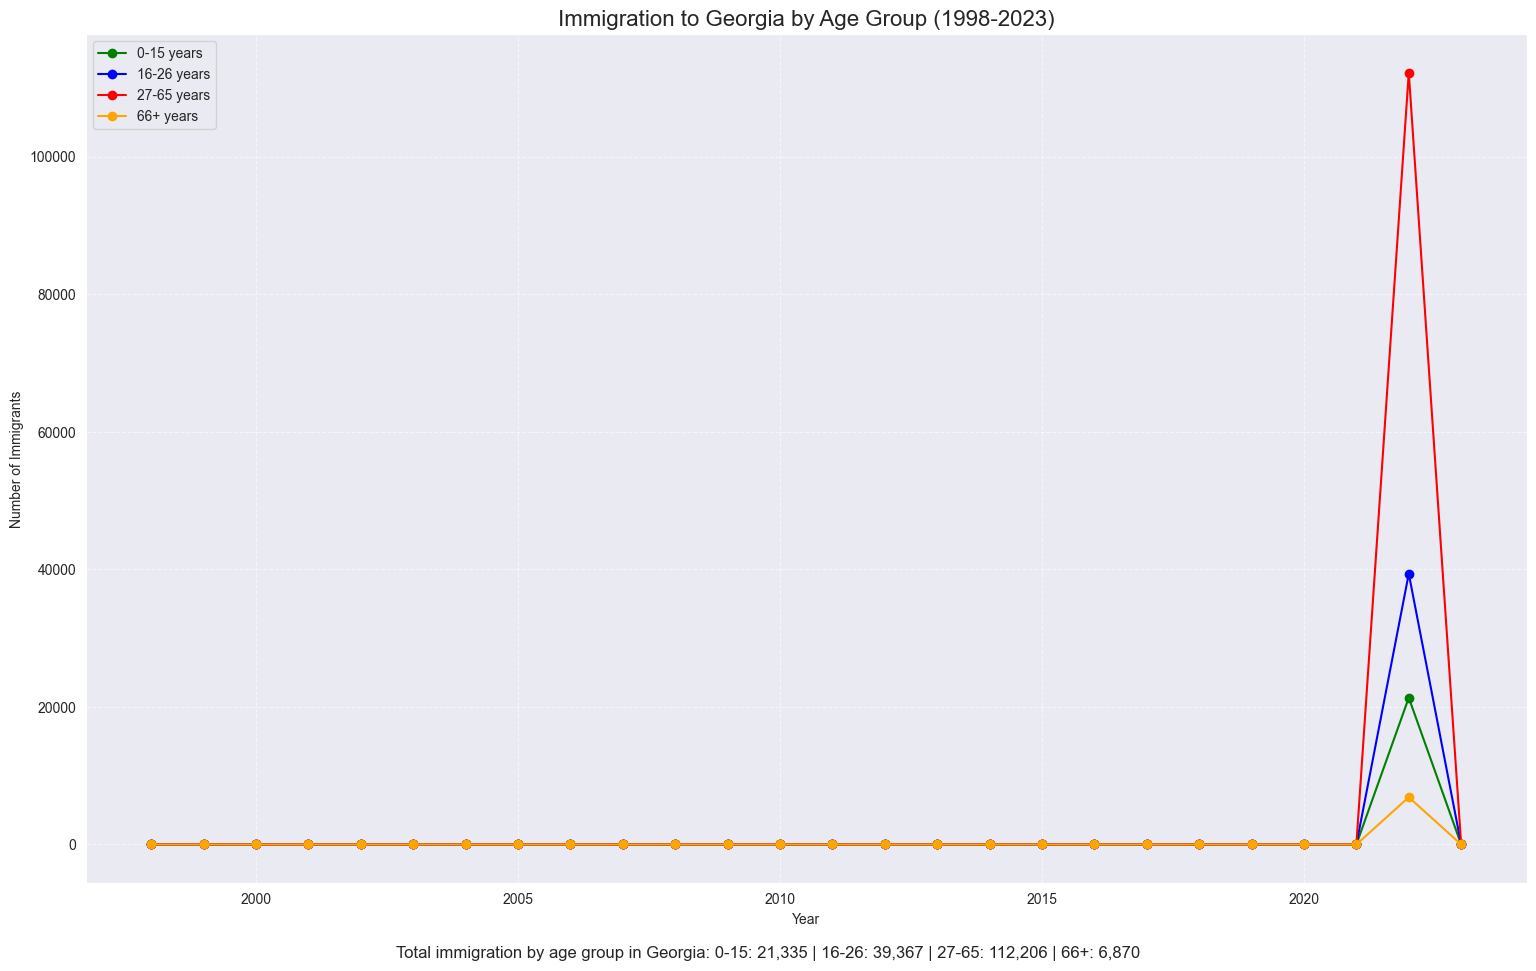 Immigration to Georgia by Age Group (1998-2023)
0-15 years
16-26 years
27-65 years
66+ years
100000
80000
60000
40000
20000
0
Number of Immigrants
2000
2005
2010
2015
2020
Year
Total immigration by age group in Georgia: 0-15: 21,335 | 16-26: 39,367 | 27-65: 112,206 | 66+: 6,870